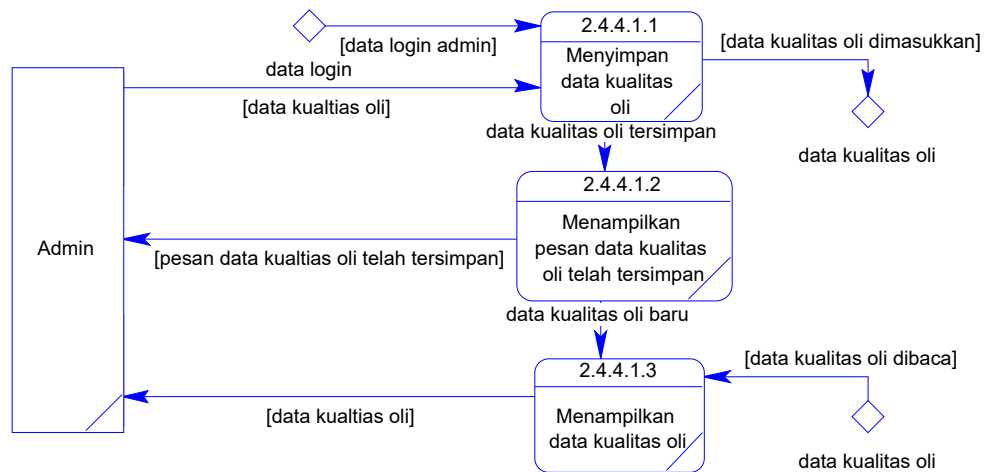 2.4.4.1.1
[data login admin]
[data kualitas oli dimasukkan]
Menyimpan
data kualitas
oli
data login
[data kualtias oli]
data kualitas oli tersimpan
data kualitas oli
2.4.4.1.2
Menampilkan
pesan data kualitas
oli telah tersimpan
Admin
[pesan data kualtias oli telah tersimpan]
data kualitas oli baru
[data kualitas oli dibaca]
2.4.4.1.3
Menampilkan
data kualitas oli
[data kualtias oli]
data kualitas oli